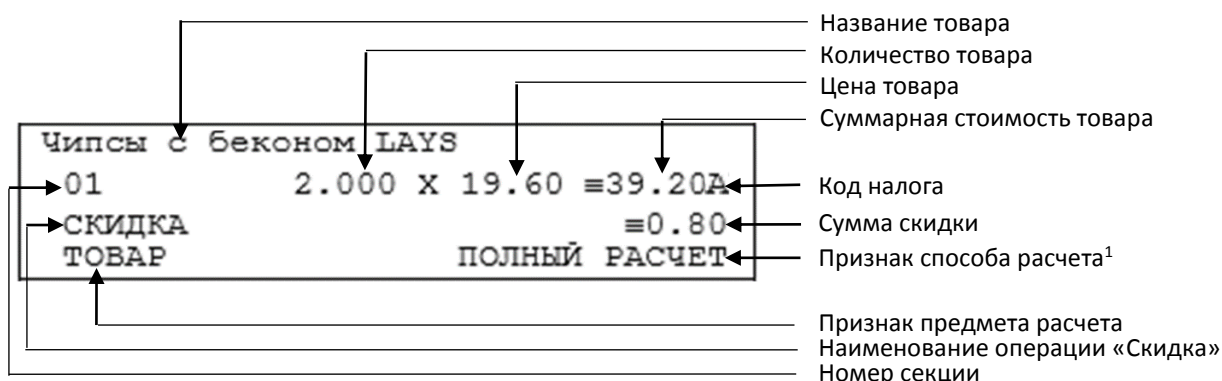 Название товара
Количество товара
Цена товара
Суммарная стоимость товара
Чипсы с беконом LAYS
01 2.000 X 19.60 ≡39.20А
Код налога
СКИДКА ≡0.80
Сумма скидки
ТОВАР ПОЛНЫЙ РАСЧЕТ
Признак способа расчета¹
Признак предмета расчета
Наименование операции «Скидка»
Номер секции